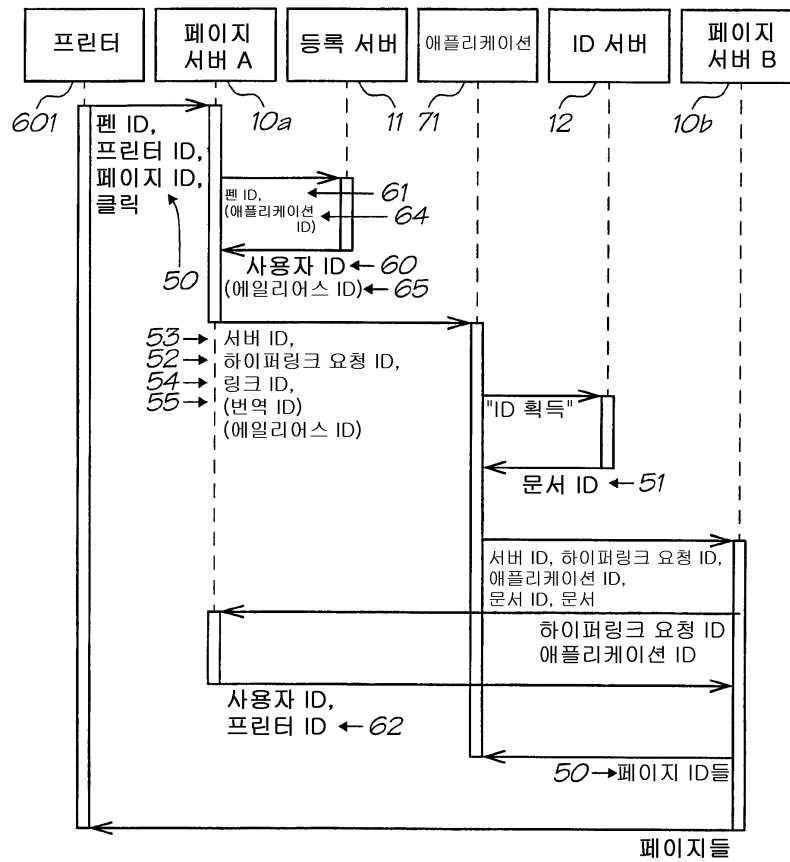 프린터
페이지
서버 A
등록 서버
애플리케이션
ID 서버
페이지
서버 B
601
10a
11
71
12
10b
펜 ID,
프린터 ID,
페이지 ID,
클릭
50
펜 ID,
61
(애플리케이션
64
ID)
사용자 ID 60
(에일리어스 ID) 65
53 서버 ID,
52 하이퍼링크 요청 ID,
54 링크 ID,
55 (번역 ID)
(에일리어스 ID)
"ID 획득"
문서 ID 51
서버 ID, 하이퍼링크 요청 ID,
애플리케이션 ID,
문서 ID, 문서
하이퍼링크 요청 ID
애플리케이션 ID
사용자 ID,
프린터 ID 62
50 페이지 ID들
페이지들